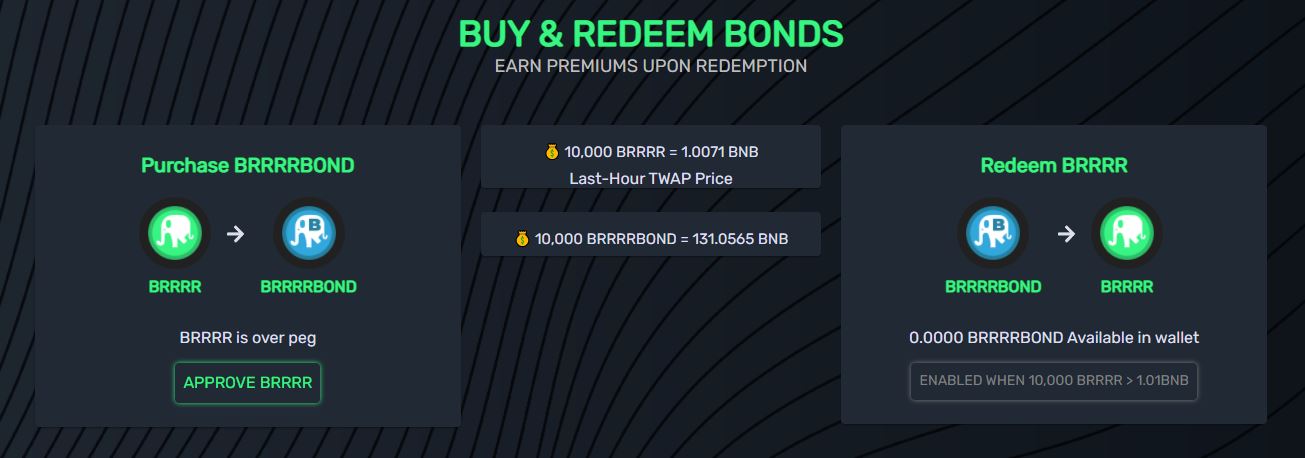 BUY & REDEEM BONDS
EARN PREMIUMS UPON REDEMPTION
Purchase BRRRRBOND
BRRRR
BRRRRBOND
BRRRR is over peg
APPROVE BRRRR
💰 10,000 BRRRR = 1.0071 BNB
Last-Hour TWAP Price
💰 10,000 BRRRRBOND = 131.0565 BNB
Redeem BRRRR
BRRRRBOND
BRRRR
0.0000 BRRRRBOND Available in wallet
ENABLED WHEN 10,000 BRRRR > 1.01BNB